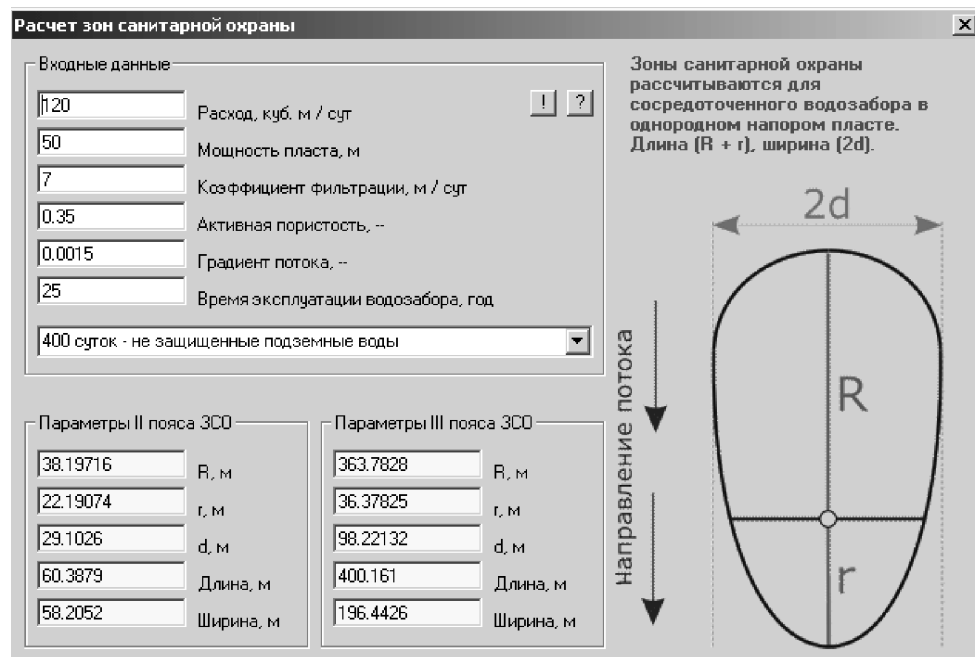 Расчет зон санитарной охраны
Входные данные
120
Расход, куб. м / сут
!
?
50
Мощность пласта, м
7
Коэффициент фильтрации, м / сут
0.35
Активная пористость, --
0.0015
Градиент потока, --
25
Время эксплуатации водозабора, год
400 суток - не защищенные подземные воды
Параметры II пояса ЗСО
38.19716
R, м
22.19074
r, м
29.1026
d, м
60.3879
Длина, м
58.2052
Ширина, м
Параметры III пояса ЗСО
363.7828
R, м
36.37825
r, м
98.22132
d, м
400.161
Длина, м
196.4426
Ширина, м
Зоны санитарной охраны
рассчитываются для
сосредоточенного водозабора в
однородном напором пласте.
Длина (R + r), ширина (2d).
2d
Направление потока
R
r